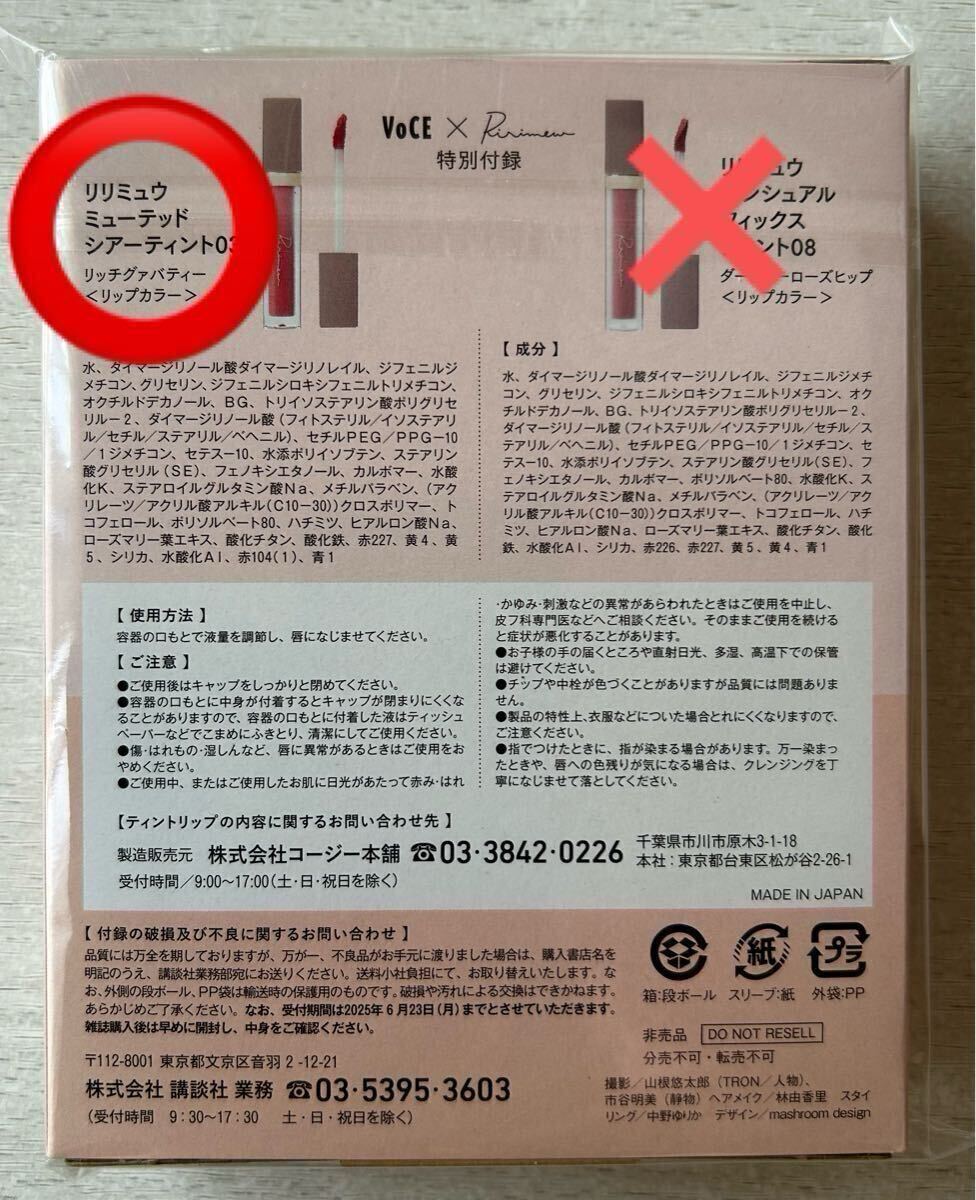 VoCE × Ririmew
特別付録
リリミュウ
ミューテッド
シアーティント03
リッチグァバティー
<リップカラー>
ュウ
ンシュアル
ィックス
ント08
ローズヒップ
<リップカラー>
水、ダイマージリノール酸ダイマージリノレイル、ジフェニルジ
メチコン、グリセリン、ジフェニルシロキシフェニルトリメチコン、
オクチルドデカノール、BG、トリイソステアリン酸ポリグリセ
リル-2、ダイマージリノール酸(フィトステリル/イソステアリ
ル/セチル/ステアリル/ベヘニル)、セチルPEG/PPG-10
/1ジメチコン、セテス-10、水添ポリイソブテン、ステアリン
酸グリセリル(SE)、フェノキシエタノール、カルボマー、水酸
化K、ステアロイルグルタミン酸Na、メチルパラベン、(アク
リレーツ/アクリル酸アルキル(C10-30))クロスポリマー、ト
コフェロール、ポリソルベート80、ハチミツ、ヒアルロン酸Na、
ローズマリー葉エキス、酸化チタン、酸化鉄、赤227、黄4、黄
5、シリカ、水酸化Al、赤104(1)、青1
【成分】
水、ダイマージリノール酸ダイマージリノレイル、ジフェニルジメチ
コン、グリセリン、ジフェニルシロキシフェニルトリメチコン、オク
チルドデカノール、BG、トリイソステアリン酸ポリグリセリル-2、
ダイマージリノール酸(フィトステリル/イソステアリル/セチル/ス
テアリル/ベヘニル)、セチルPEG/PPG-10/1ジメチコン、セ
テス-10、水添ポリイソブテン、ステアリン酸グリセリル(SE)、フ
ェノキシエタノール、カルボマー、ポリソルベート80、水酸化K、ス
テアロイルグルタミン酸Na、メチルパラベン、(アクリレーツ/アク
リル酸アルキル(C10-30))クロスポリマー、トコフェロール、ハチ
ミツ、ヒアルロン酸Na、ローズマリー葉エキス、酸化チタン、酸化
鉄、水酸化Al、シリカ、赤226、赤227、黄5、黄4、青1
【使用方法】
容器の口もとで液量を調節し、唇になじませてください。
【ご注意】
●ご使用後はキャップをしっかりと閉めてください。
●容器の口もとに中身が付着するとキャップが閉まりにくくな
ることがありますので、容器の口もとに付着した液はティッシュ
ペーパーなどでこまめにふきとり、清潔にしてご使用ください。
●傷・はれもの・湿しんなど、唇に異常があるときはご使用をお
やめください。
●ご使用中、またはご使用したお肌に日光があたって赤み・はれ
・かゆみ・刺激などの異常があらわれたときはご使用を中止し、
皮フ科専門医などへご相談ください。そのままご使用を続ける
と症状が悪化することがあります。
●お子様の手の届くところや直射日光、多湿、高温下での保管
は避けてください。
●チップや中栓が色づくことがありますが品質には問題ありま
せん。
●製品の特性上、衣服などについた場合とれにくくなりますので、
ご注意ください。
●指でつけたときに、指が染まる場合があります。万一染まっ
たときや、唇への色残りが気になる場合は、クレンジングを丁
寧になじませて落としてください。
【ティントリップの内容に関するお問い合わせ先】
製造販売元 株式会社コージー本舗 ☎03・3842・0226
千葉県市川市原木3-1-18
本社:東京都台東区松が谷2-26-1
受付時間/9:00~17:00(土・日・祝日を除く)
MADE IN JAPAN
【付録の破損及び不良に関するお問い合わせ】
品質には万全を期しておりますが、万が一、不良品がお手元に渡りました場合は、購入書店名を
明記のうえ、講談社業務部宛にお送りください。送料小社負担にて、お取り替えいたします。な
お、外側の段ボール、PP袋は輸送時の保護用のものです。破損や汚れによる交換はできかねます。
あらかじめご了承ください。なお、受付期間は2025年6月23日(月)までとさせていただきます。
雑誌購入後は早めに開封し、中身をご確認ください。
〒112-8001 東京都文京区音羽2-12-21
株式会社 講談社 業務 ☎03・5395・3603
(受付時間 9:30~17:30 土・日・祝日を除く)
紙
プラ
箱:段ボール スリーブ:紙 外袋:PP
非売品 DO NOT RESELL
分売不可・転売不可
撮影/山根悠太郎(TRON/人物)、
市谷明美(静物) ヘアメイク/林由香里 スタイ
リング/中野ゆりか デザイン/mashroom design